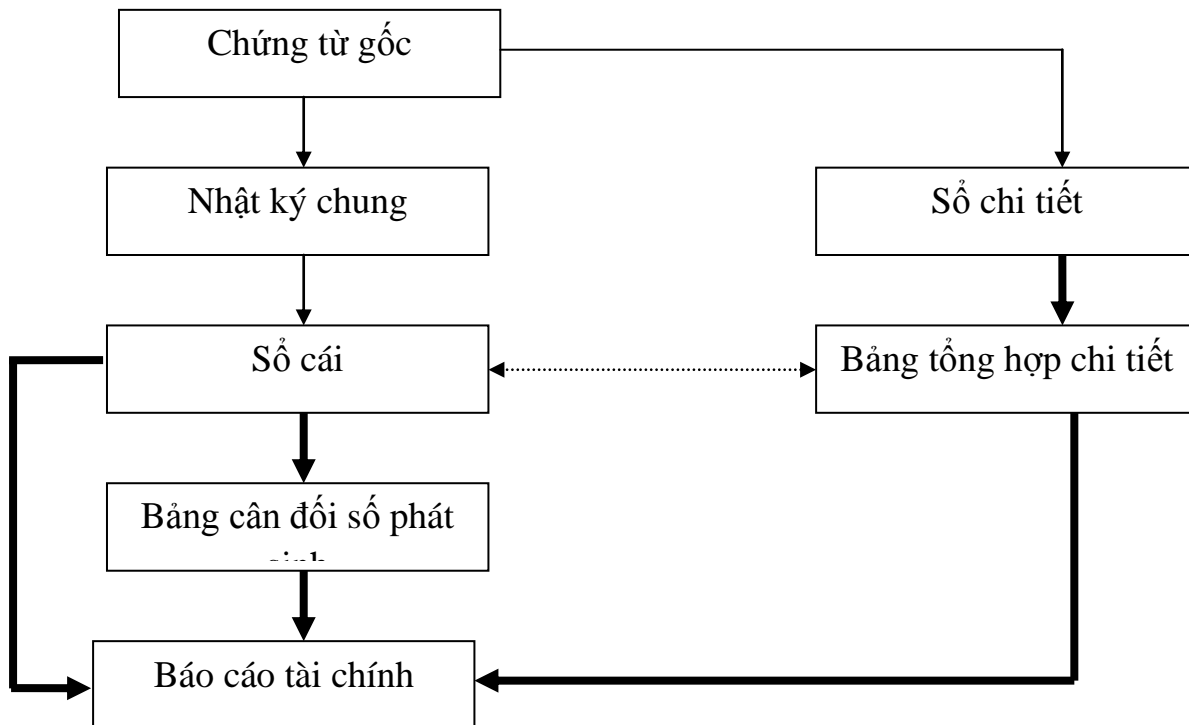 Chứng từ gốc
Nhật ký chung
Sổ chi tiết
Sổ cái
Bảng tổng hợp chi tiết
Bảng cân đối số phát
sinh
Báo cáo tài chính